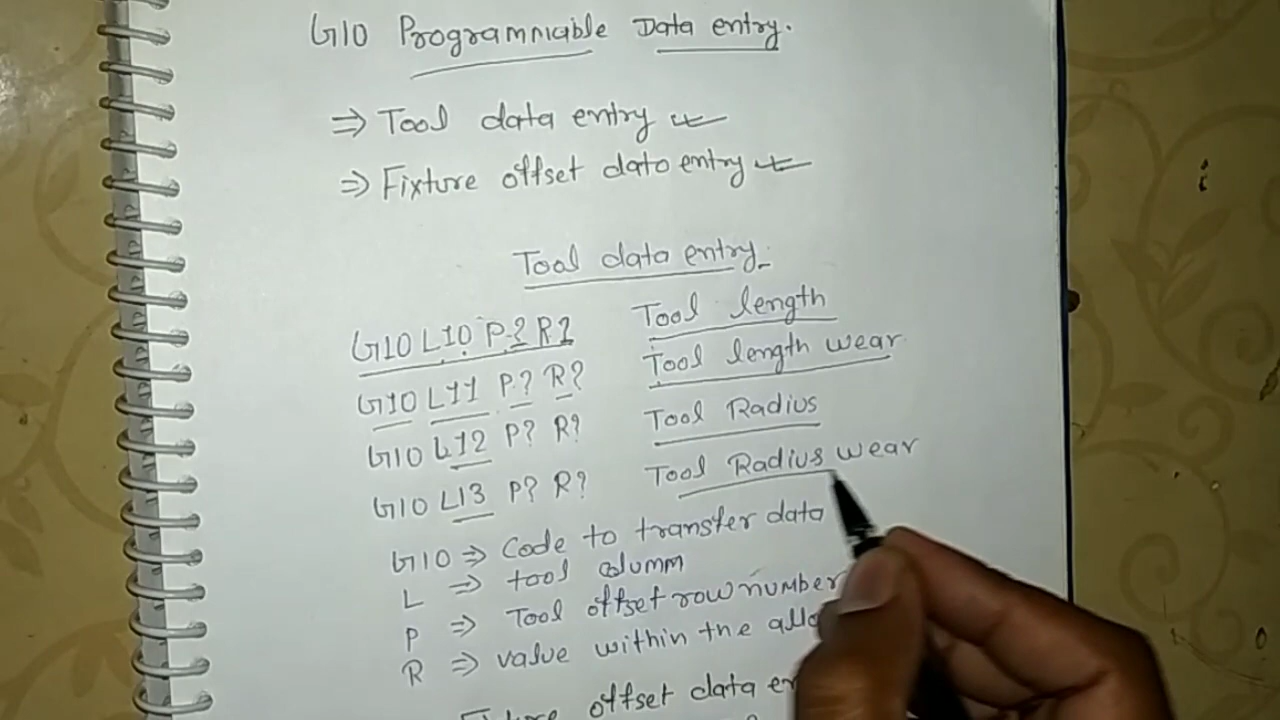 G10 Programmable Data entry.
⇒ Tool data entry
⇒ Fixture offset data entry
Tool data entry.
G10 L10 P? R? Tool length
G10 L11 P? R? Tool length wear
G10 L12 P? R? Tool Radius
G10 L13 P? R? Tool Radius wear
G10 ⇒ Code to transfer data
L ⇒ tool column
P ⇒ Tool offset row number
R ⇒ value within the
offset data